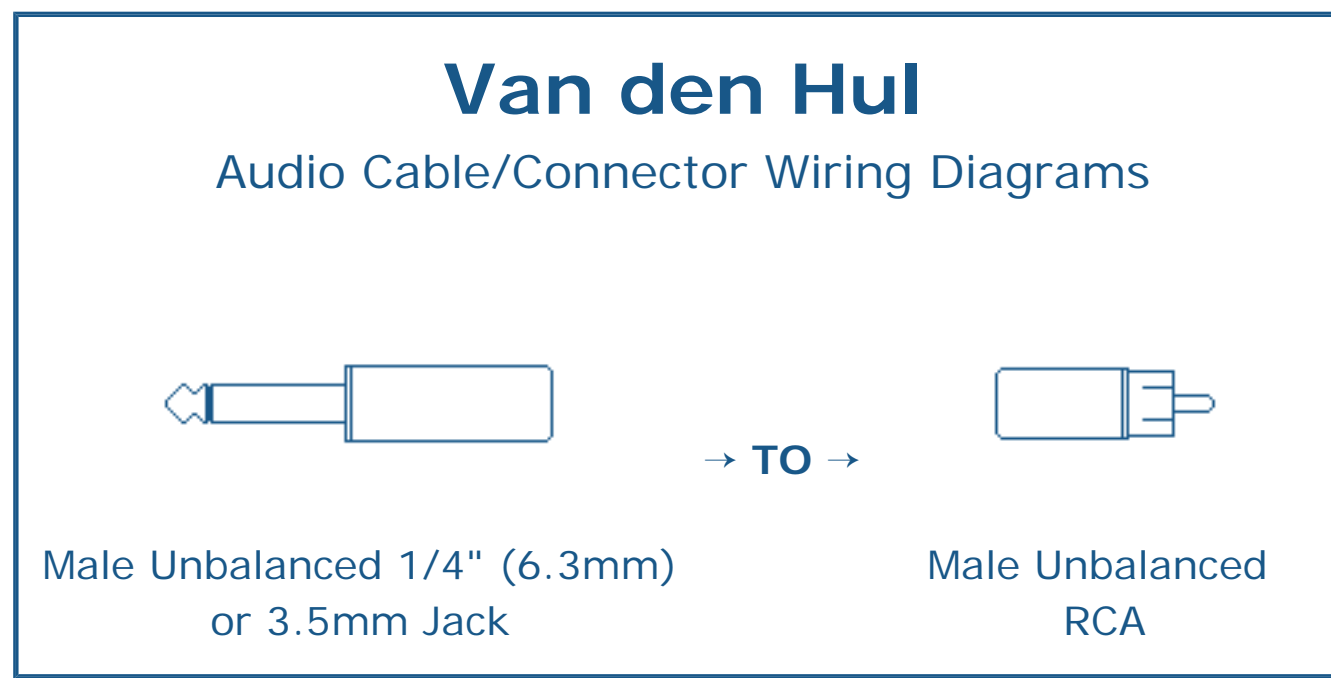 Van den Hul
Audio Cable/Connector Wiring Diagrams
→ TO →
Male Unbalanced 1/4" (6.3mm)
or 3.5mm Jack
Male Unbalanced
RCA